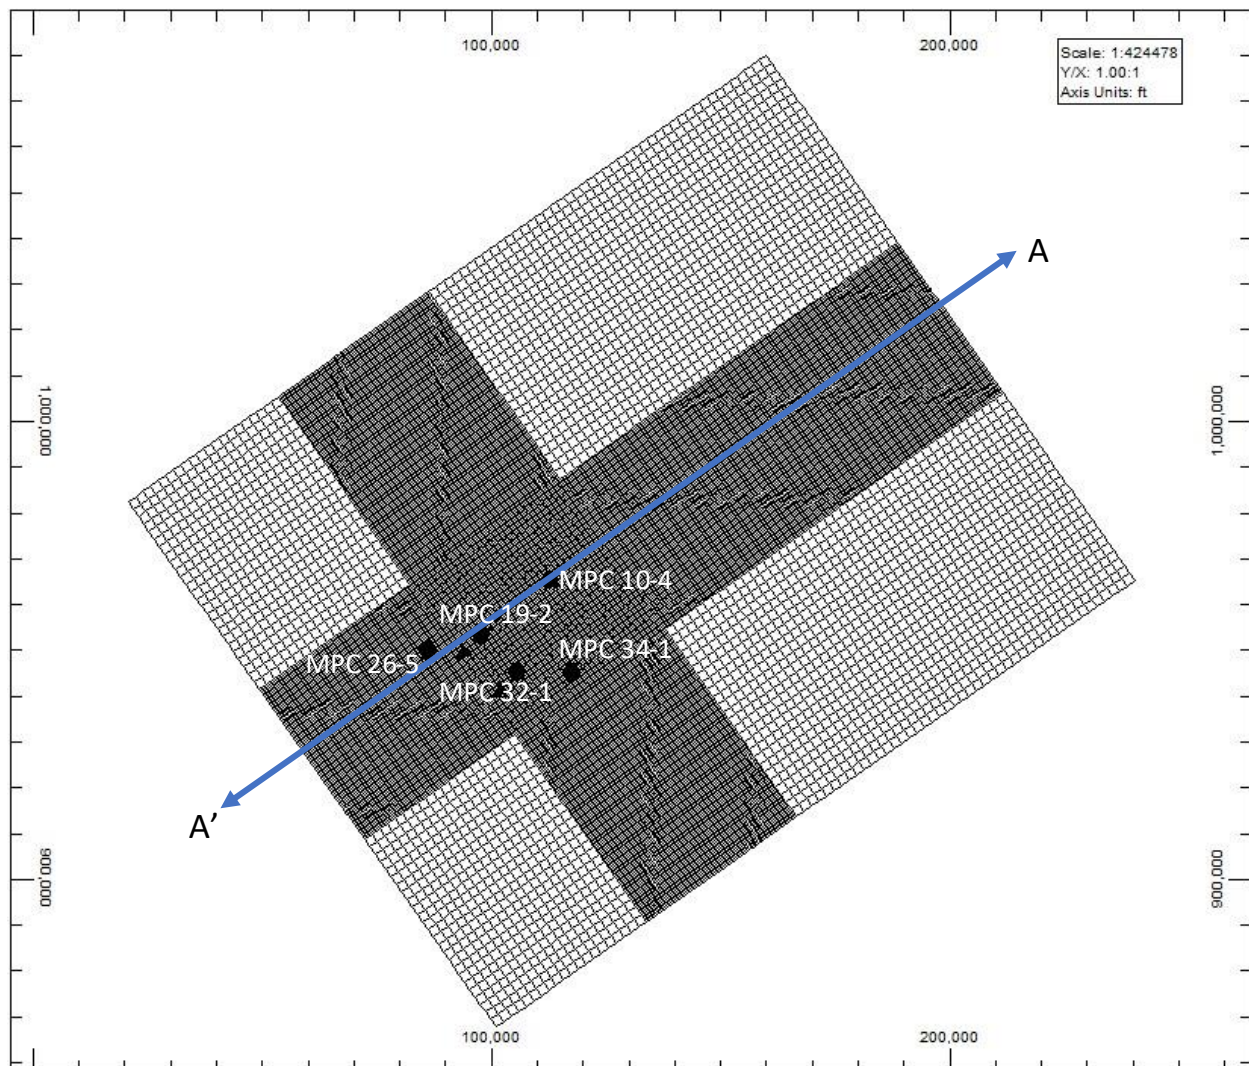 100,000
200,000
Scale: 1:424478
Y/X: 1.00:1
Axis Units: ft
A
1,000,000
1,000,000
MPC 10-4
MPC 19-2
MPC 34-1
MPC 26-5
MPC 32-1
A’
900,000
900,000
100,000
200,000